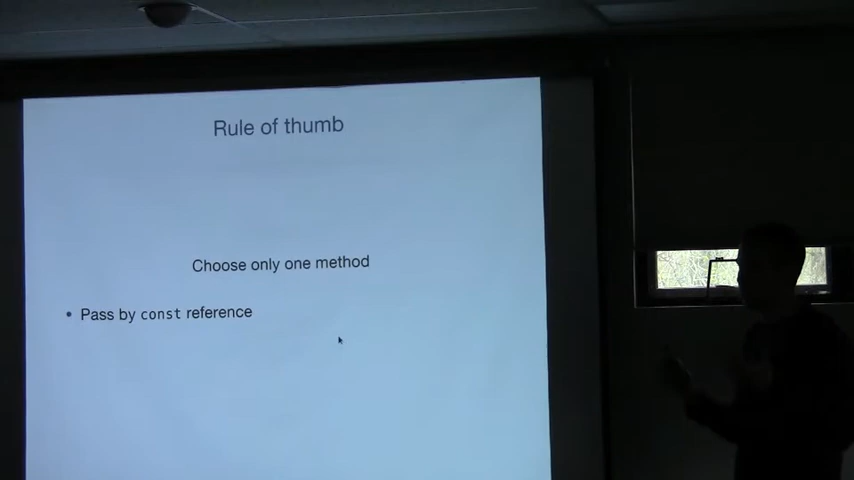 Rule of thumb
Choose only one method
• Pass by const reference